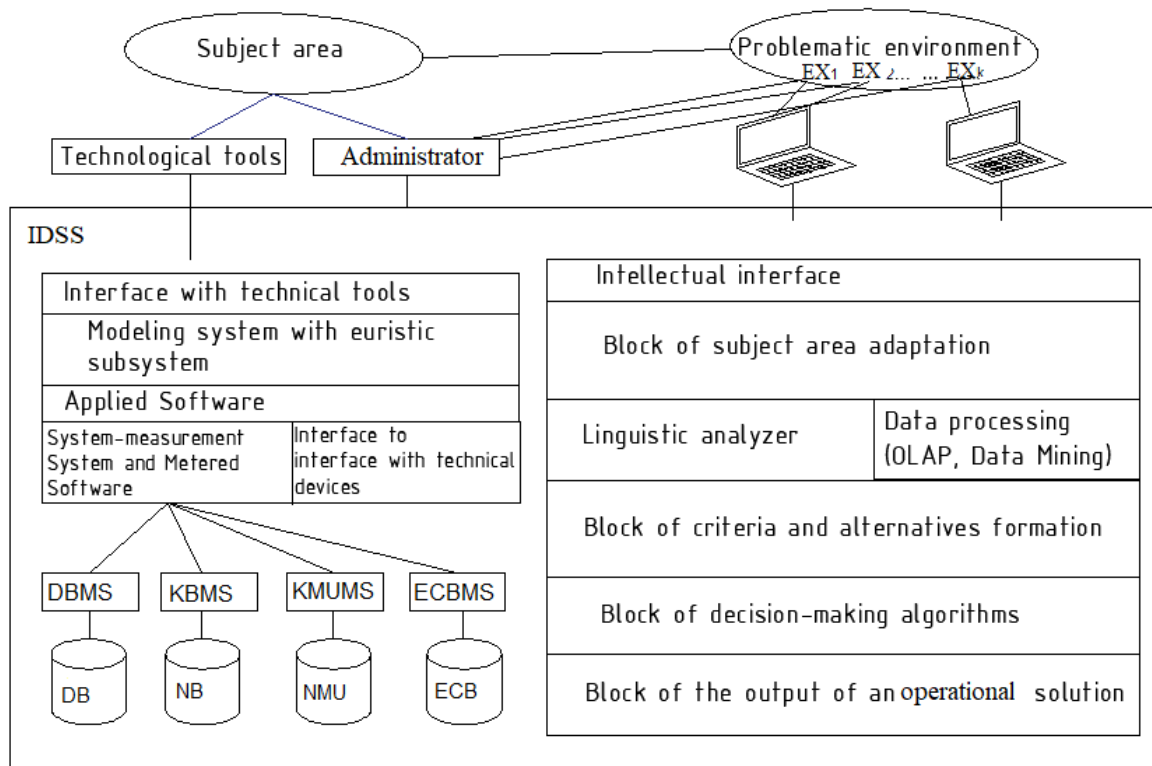 Subject area
Problematic environment
EX1 EX 2... ... EXk
Technological tools
Administrator
IDSS
Interface with technical tools
Modeling system with euristic
subsystem
Applied Software
System-measurement
System and Metered
Software
Interface to
interface with technical
devices
DBMS
KBMS
KMUMS
ECBMS
DB
NB
NMU
ECB
Intellectual interface
Block of subject area adaptation
Linguistic analyzer
Data processing
(OLAP, Data Mining)
Block of criteria and alternatives formation
Block of decision-making algorithms
Block of the output of an operational solution